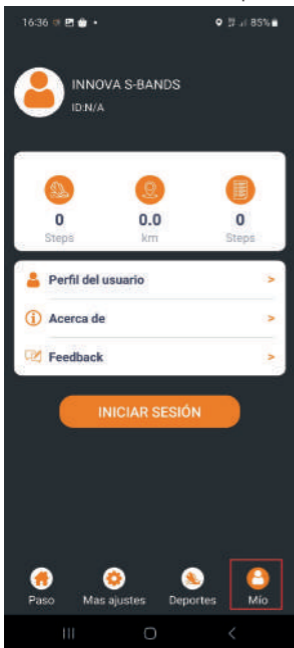 16:36 85%
INNOVA S-BANDS
ID:N/A
0 0.0 0
Steps km Steps
Perfil del usuario >
Acerca de >
Feedback >
INICIAR SESIÓN
Paso Mas ajustes Deportes Mío